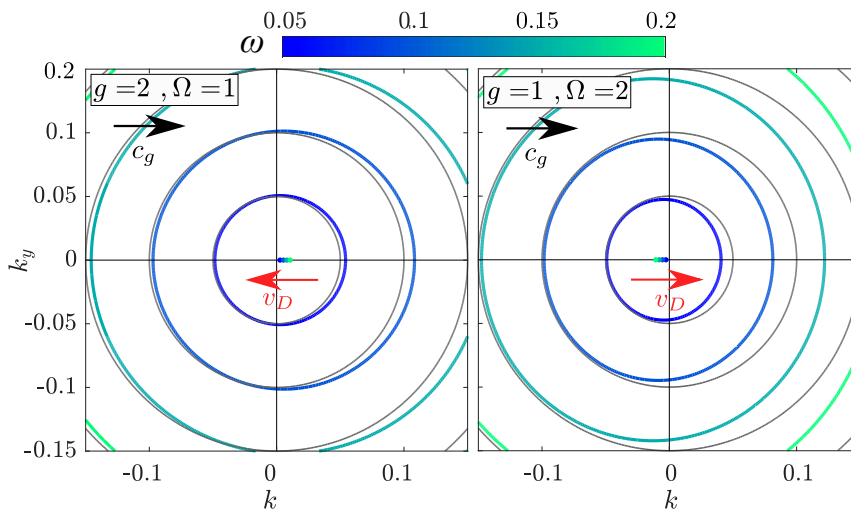 0.05 0.1 0.15 0.2
ω
0.2
0.1
0.05
0
-0.05
-0.1
-0.15
k_y
g =2 , Ω =1
c_g
v_D
-0.1 0 0.1
k
g =1 , Ω =2
c_g
v_D
-0.1 0 0.1
k